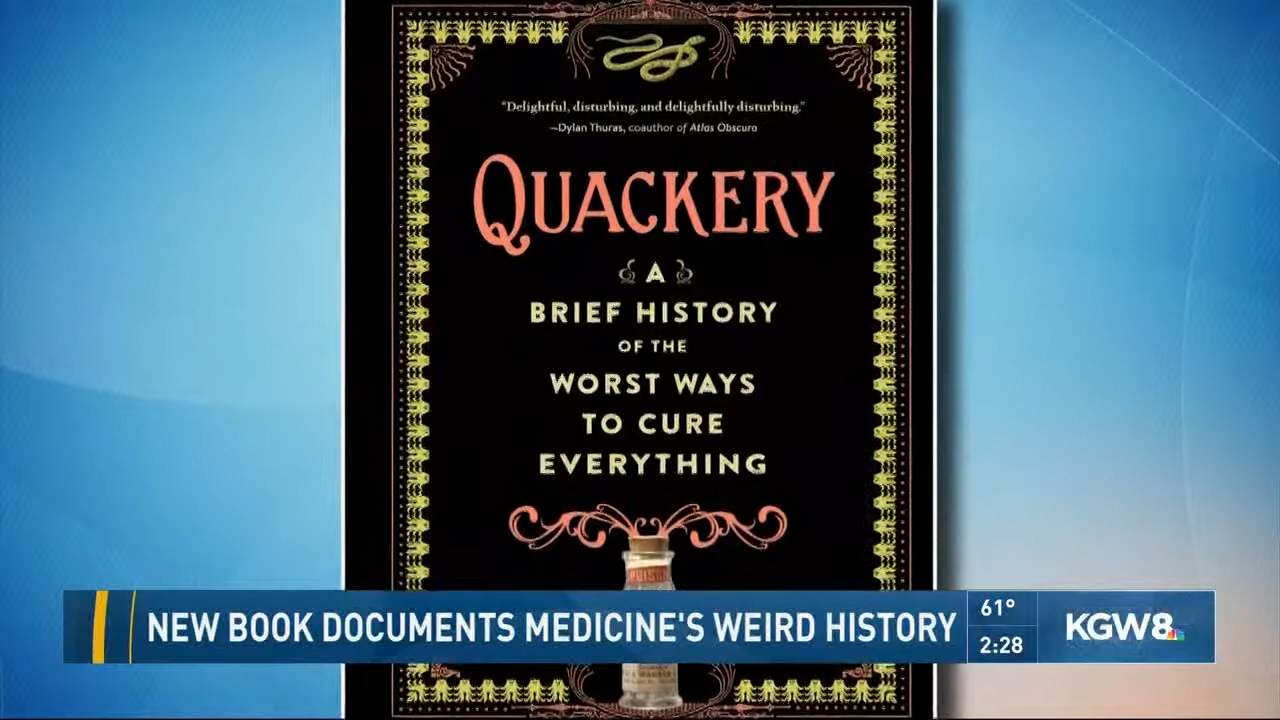 "Delightful, disturbing, and delightfully disturbing."
—Dylan Thuras, coauthor of Atlas Obscura
QUACKERY
A
BRIEF HISTORY
OF THE
WORST WAYS
TO CURE
EVERYTHING
NEW BOOK DOCUMENTS MEDICINE'S WEIRD HISTORY
61°
2:28
KGW8